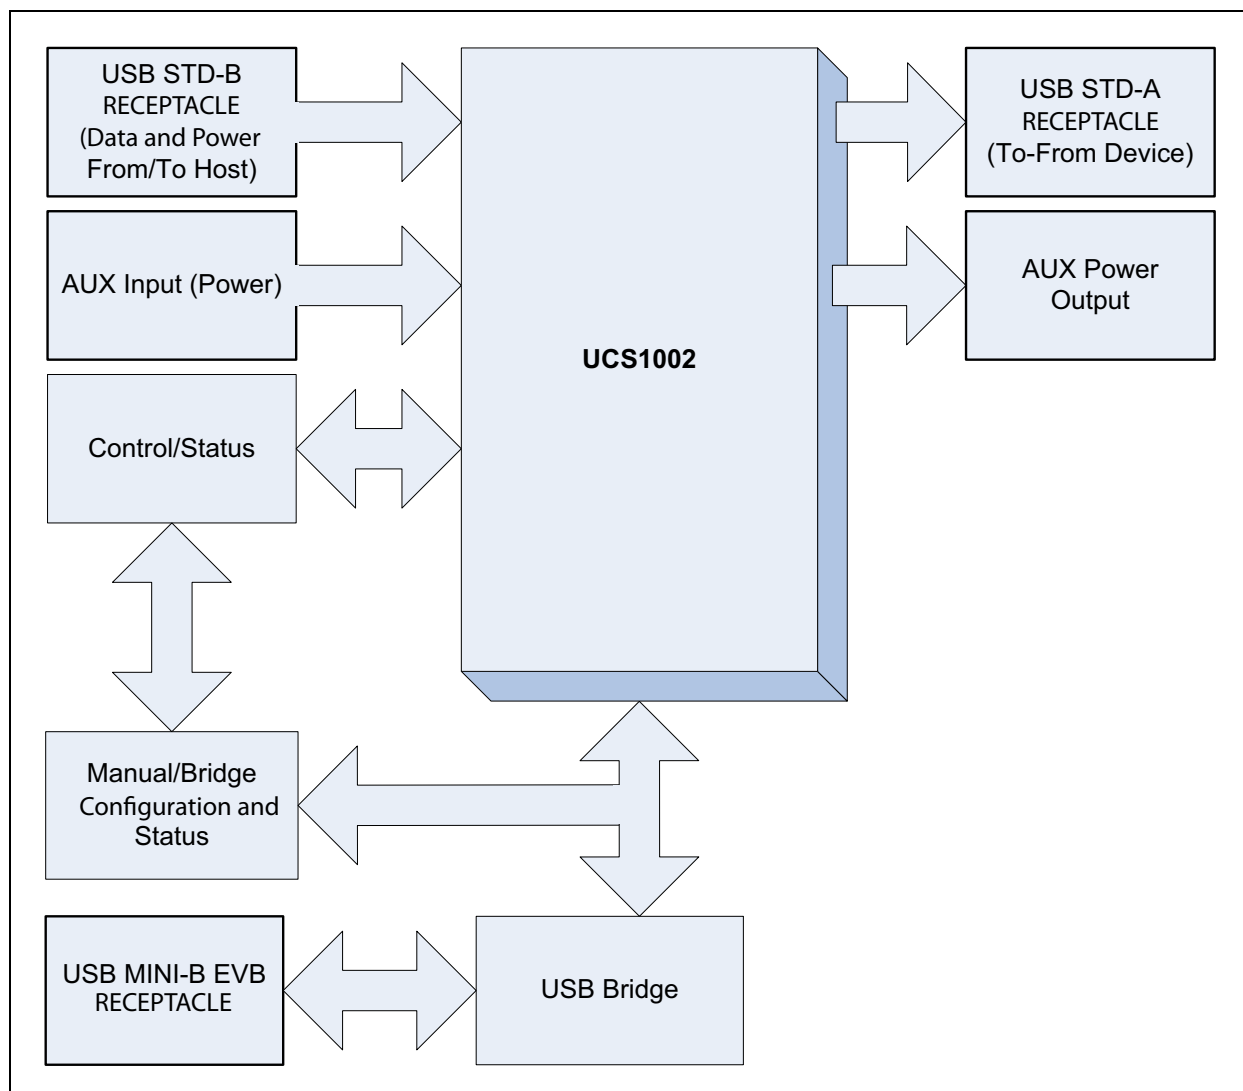 USB STD-B
RECEPTACLE
(Data and Power
From/To Host)
AUX Input (Power)
Control/Status
Manual/Bridge
Configuration and
Status
USB MINI-B EVB
RECEPTACLE
UCS1002
USB Bridge
USB STD-A
RECEPTACLE
(To-From Device)
AUX Power
Output